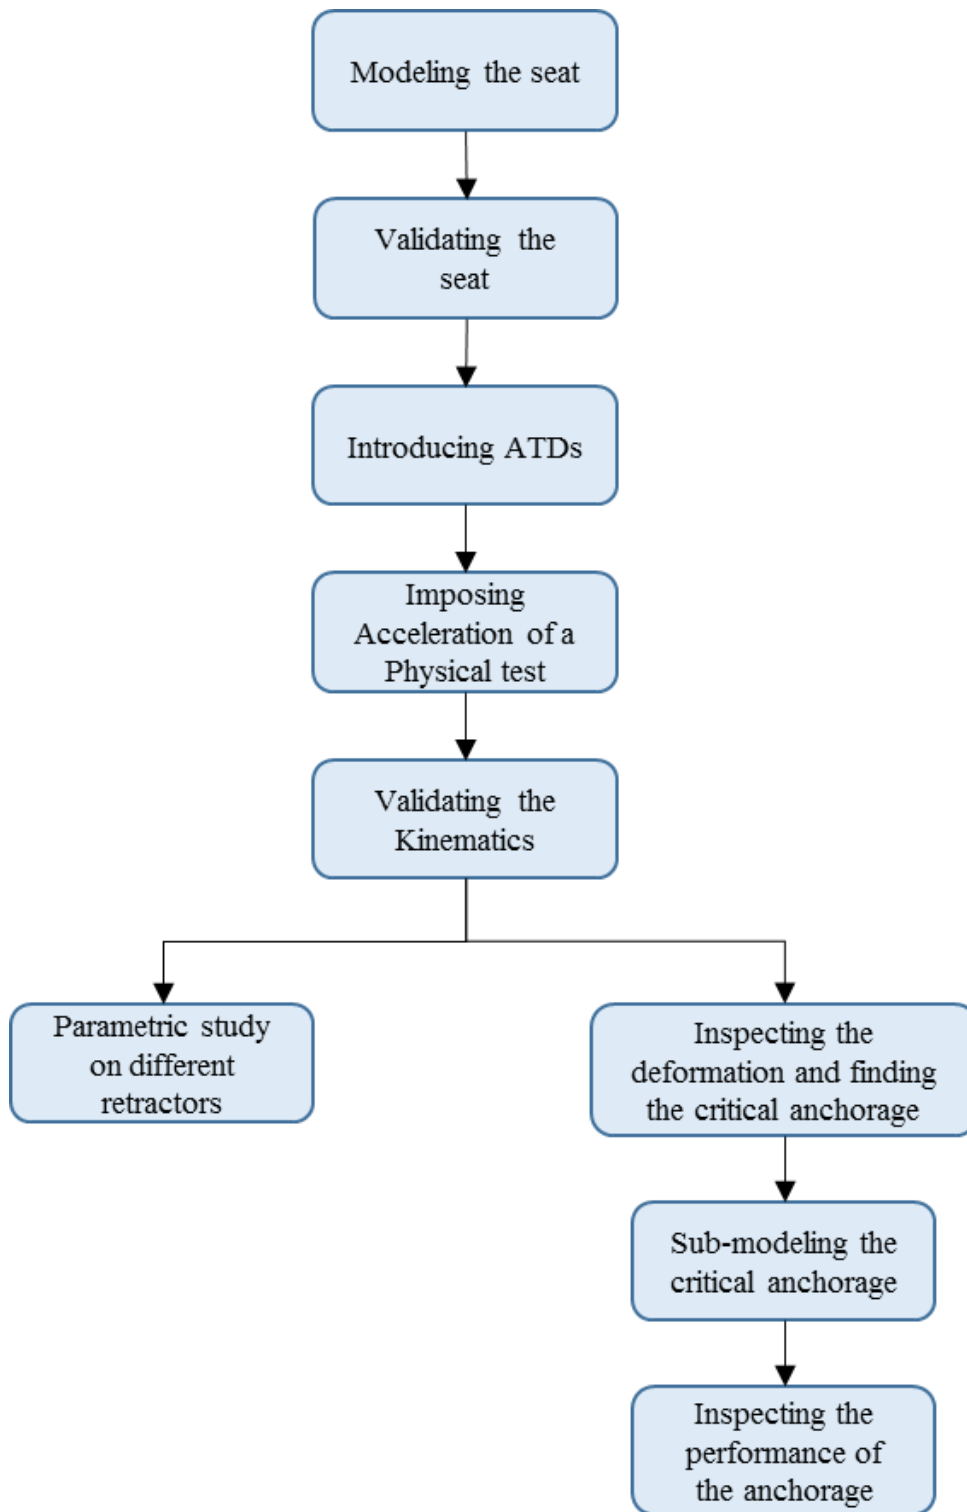 Modeling the seat
Validating the
seat
Introducing ATDs
Imposing
Acceleration of a
Physical test
Validating the
Kinematics
Parametric study
on different
retractors
Inspecting the
deformation and finding
the critical anchorage
Sub-modeling the
critical anchorage
Inspecting the
performance of
the anchorage